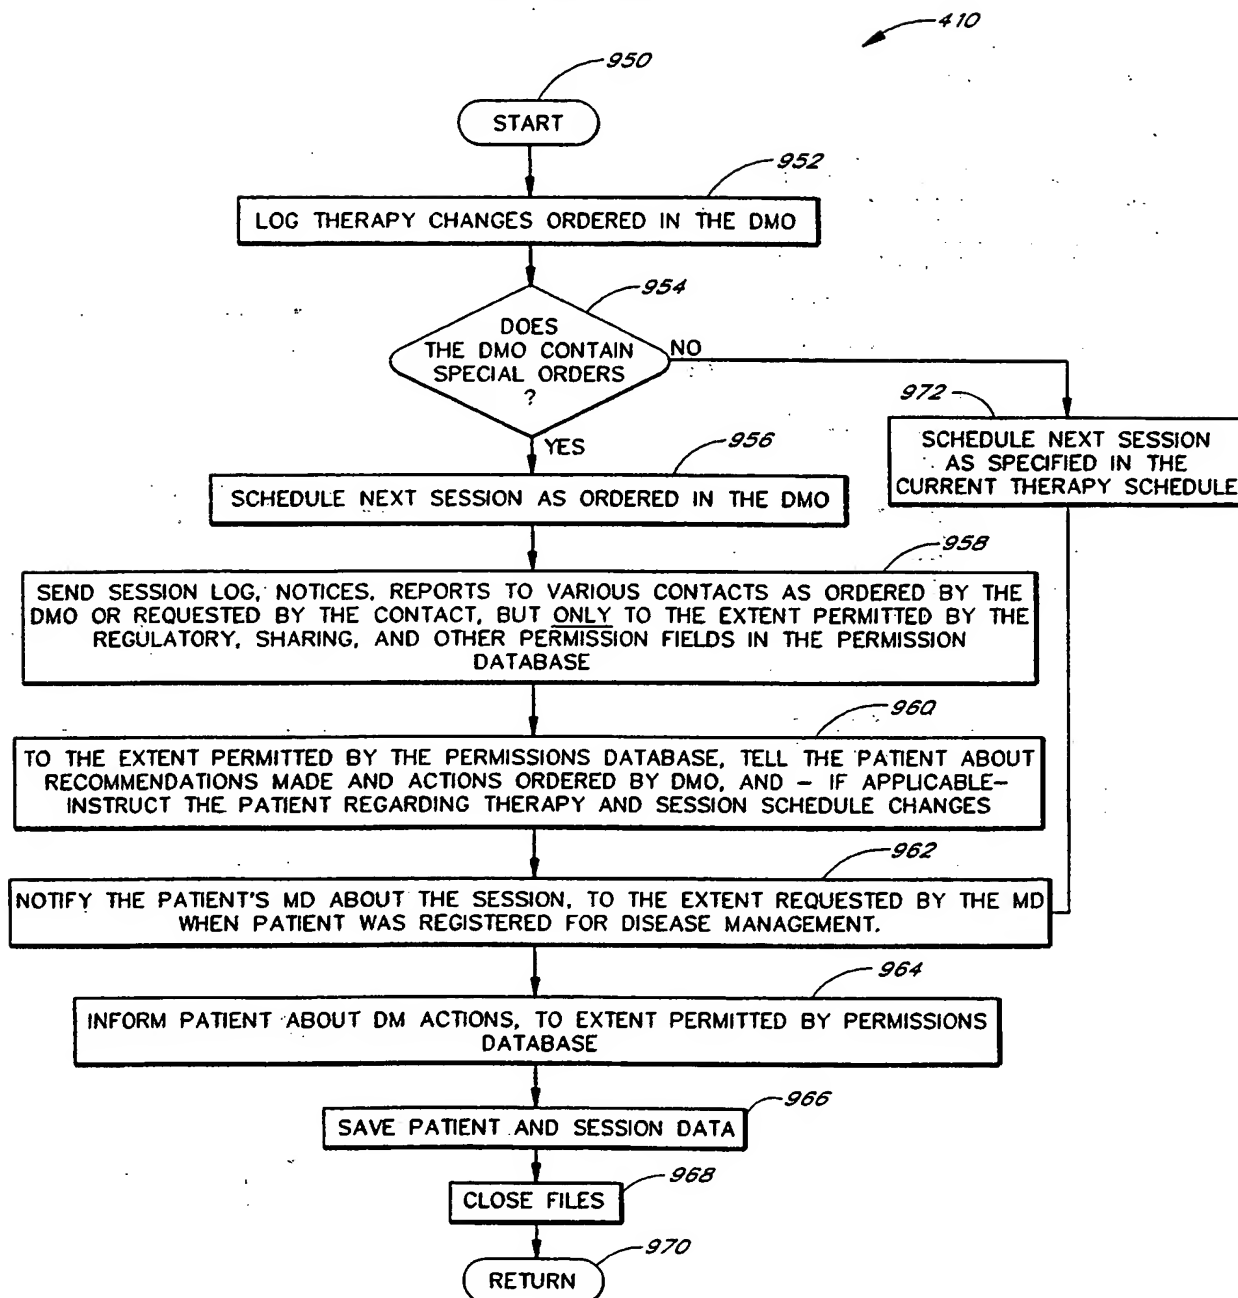 410
950
START
952
LOG THERAPY CHANGES ORDERED IN THE DMO
954
DOES
THE DMO CONTAIN
SPECIAL ORDERS
?
NO
YES
972
SCHEDULE NEXT SESSION
AS SPECIFIED IN THE
CURRENT THERAPY SCHEDULE
956
SCHEDULE NEXT SESSION AS ORDERED IN THE DMO
958
SEND SESSION LOG, NOTICES, REPORTS TO VARIOUS CONTACTS AS ORDERED BY THE
DMO OR REQUESTED BY THE CONTACT, BUT ONLY TO THE EXTENT PERMITTED BY THE
REGULATORY, SHARING, AND OTHER PERMISSION FIELDS IN THE PERMISSION
DATABASE
960
TO THE EXTENT PERMITTED BY THE PERMISSIONS DATABASE, TELL THE PATIENT ABOUT
RECOMMENDATIONS MADE AND ACTIONS ORDERED BY DMO, AND – IF APPLICABLE–
INSTRUCT THE PATIENT REGARDING THERAPY AND SESSION SCHEDULE CHANGES
962
NOTIFY THE PATIENT'S MD ABOUT THE SESSION, TO THE EXTENT REQUESTED BY THE MD
WHEN PATIENT WAS REGISTERED FOR DISEASE MANAGEMENT.
964
INFORM PATIENT ABOUT DM ACTIONS, TO EXTENT PERMITTED BY PERMISSIONS
DATABASE
966
SAVE PATIENT AND SESSION DATA
968
CLOSE FILES
970
RETURN